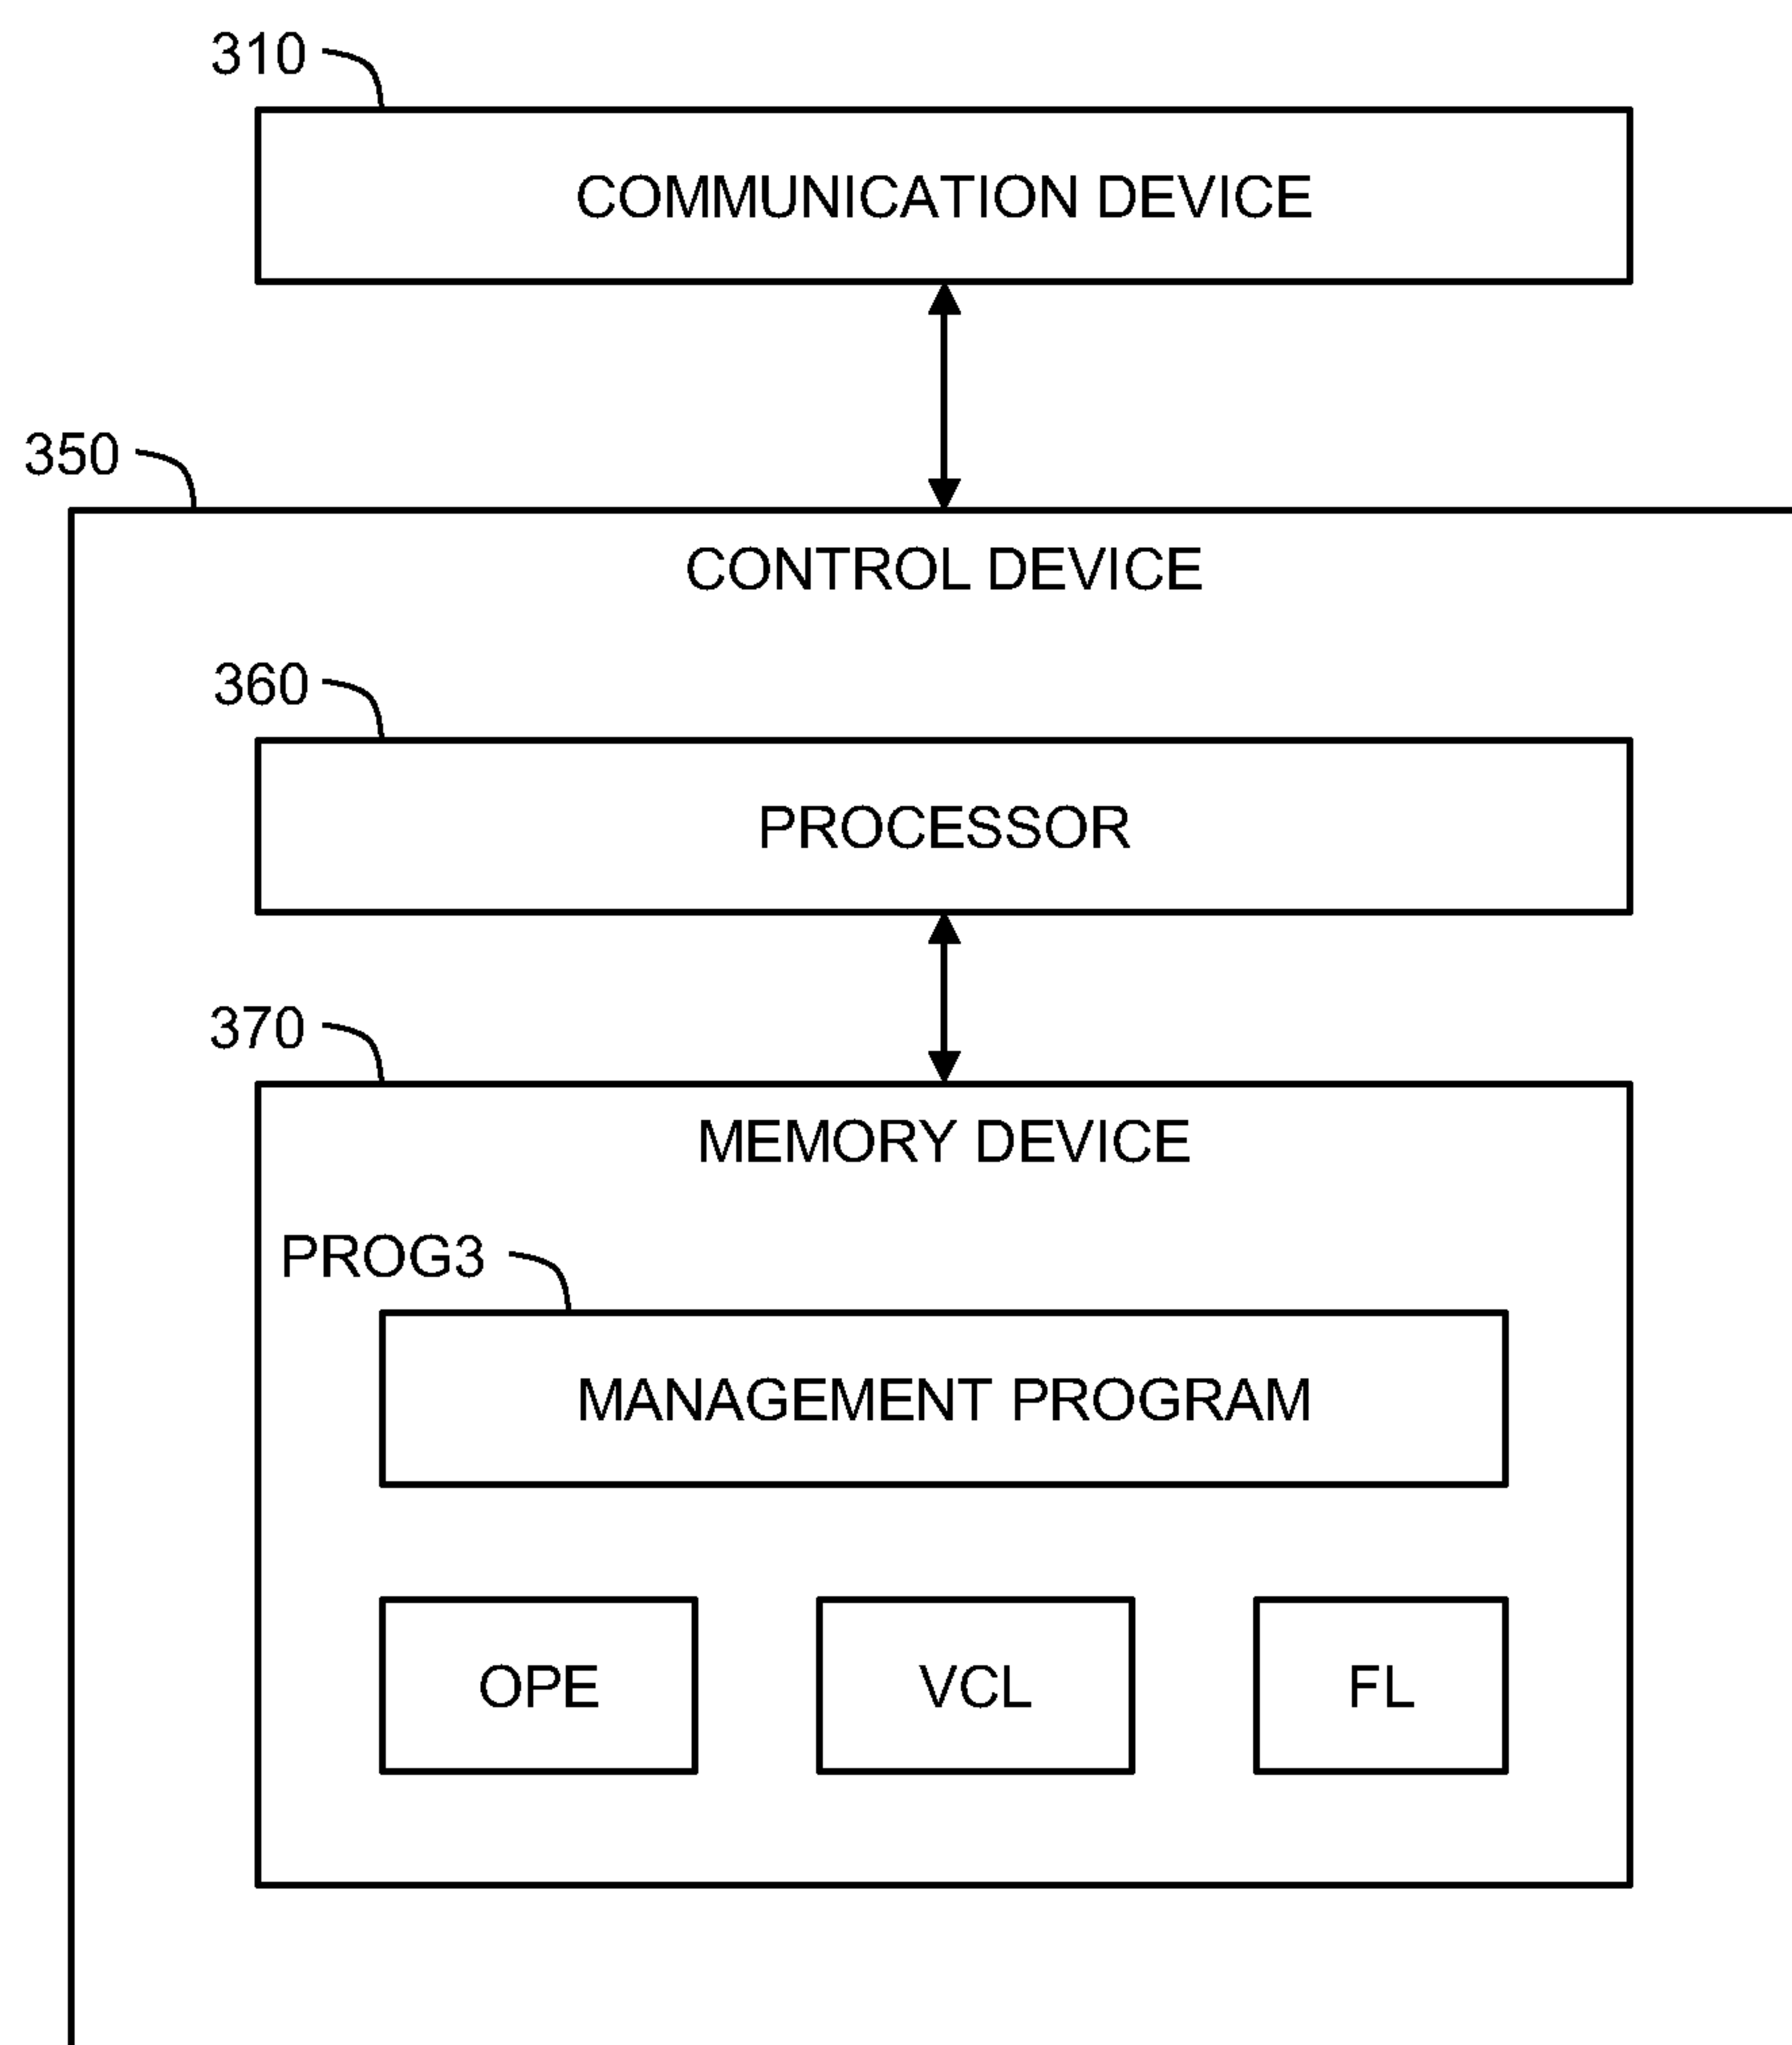 310
COMMUNICATION DEVICE
350
CONTROL DEVICE
360
PROCESSOR
370
MEMORY DEVICE
PROG3
MANAGEMENT PROGRAM
OPE
VCL
FL